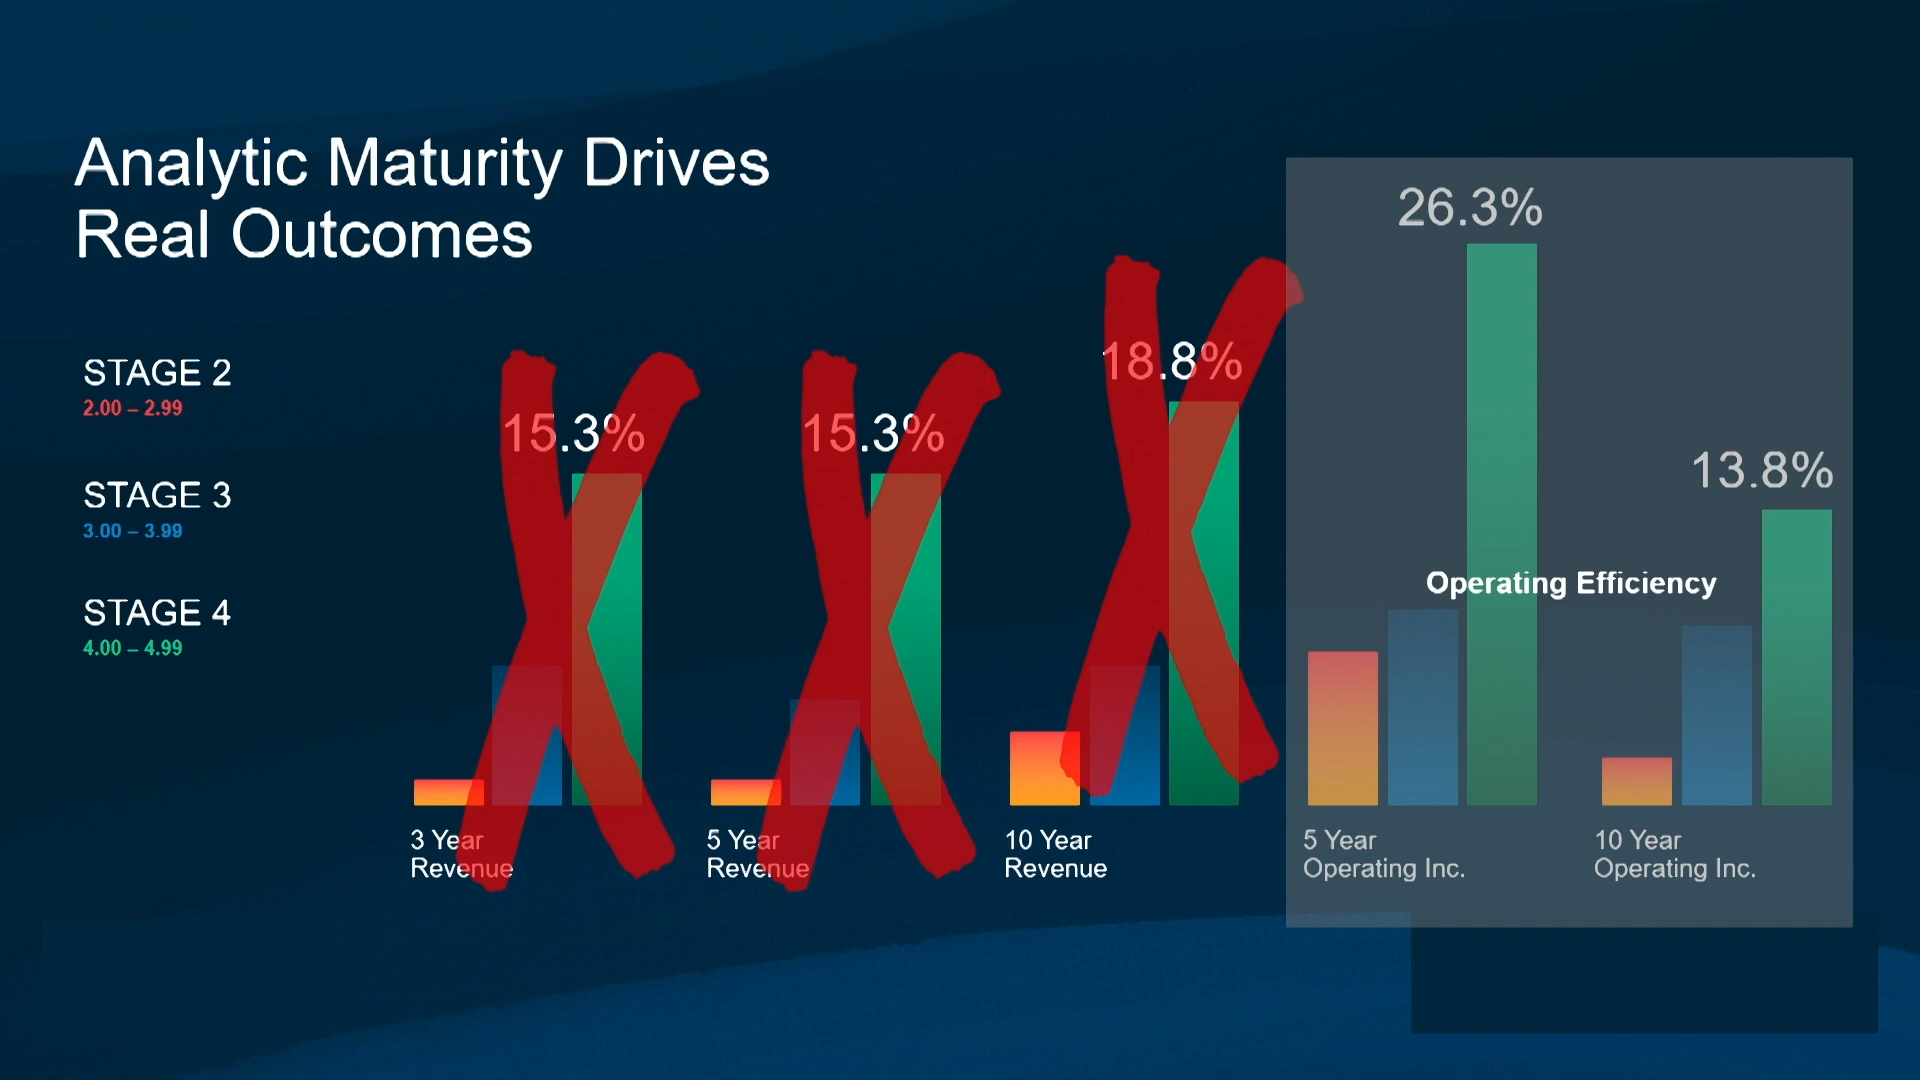 Analytic Maturity Drives
Real Outcomes
STAGE 2
2.00 – 2.99
STAGE 3
3.00 – 3.99
STAGE 4
4.00 – 4.99
15.3%
3 Year
Revenue
15.3%
5 Year
Revenue
18.8%
10 Year
Revenue
26.3%
13.8%
Operating Efficiency
5 Year
Operating Inc.
10 Year
Operating Inc.